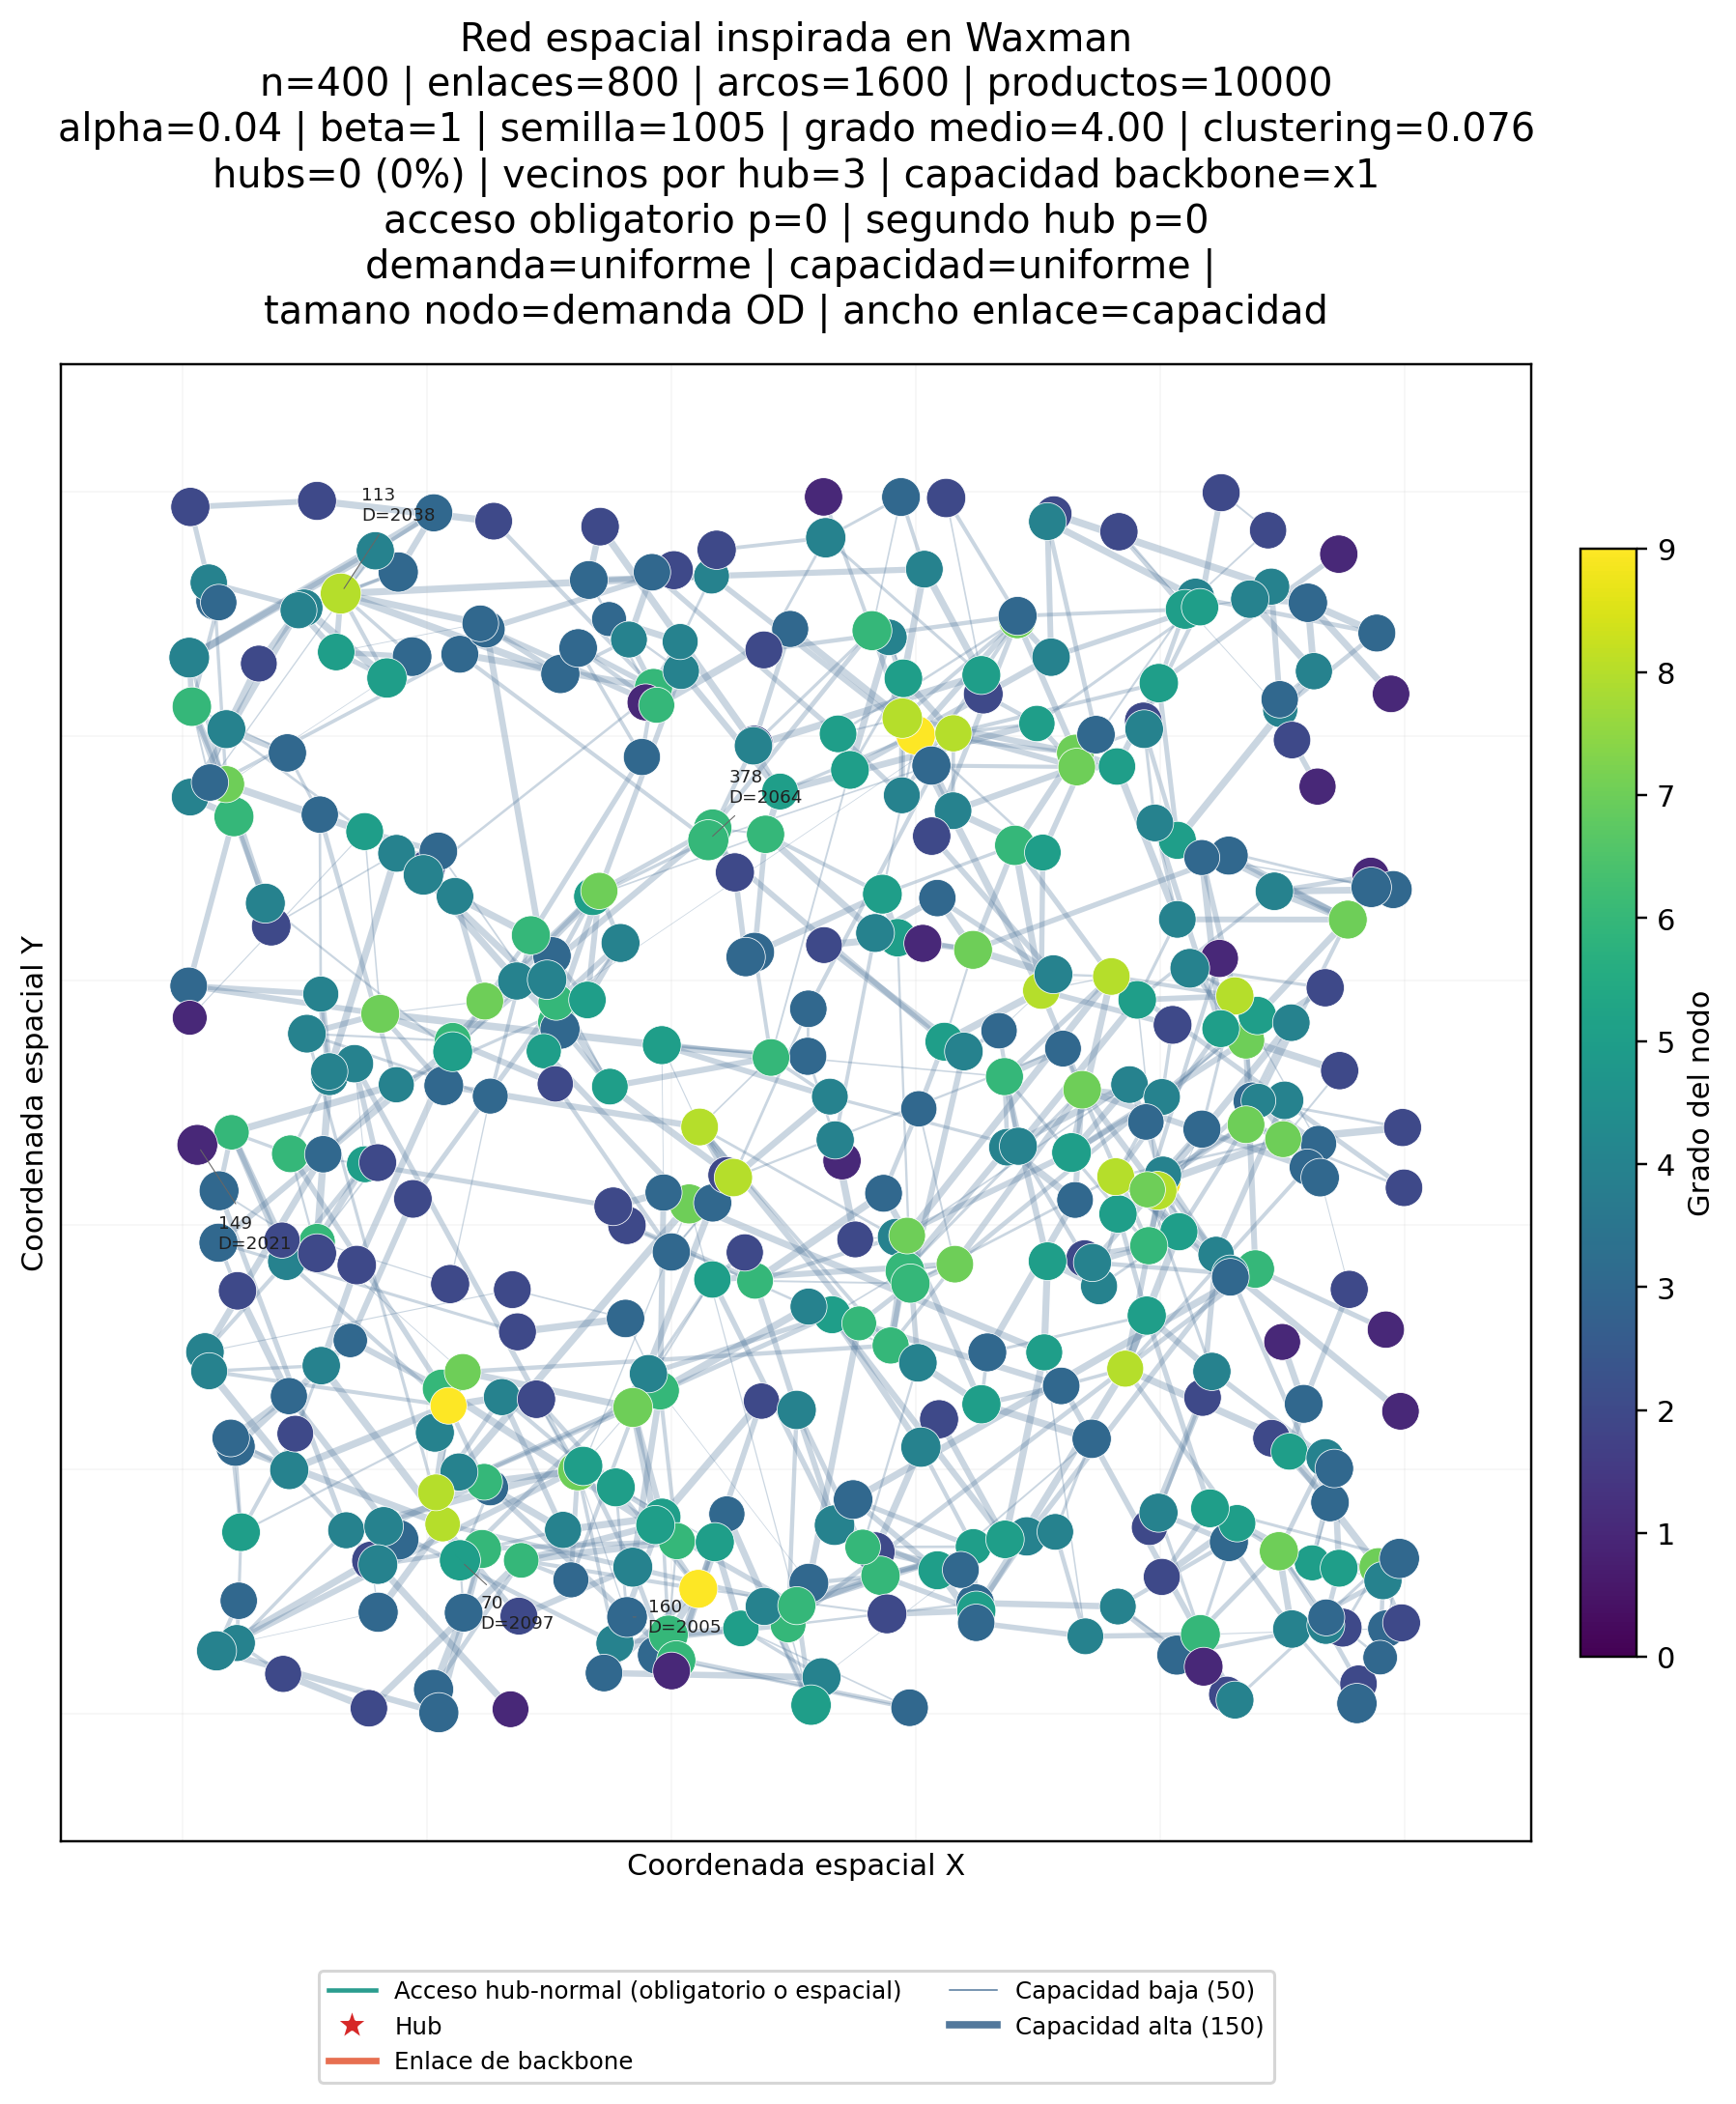 Red espacial inspirada en Waxman
n=400 | enlaces=800 | arcos=1600 | productos=10000
alpha=0.04 | beta=1 | semilla=1005 | grado medio=4.00 | clustering=0.076
hubs=0 (0%) | vecinos por hub=3 | capacidad backbone=x1
acceso obligatorio p=0 | segundo hub p=0
demanda=uniforme | capacidad=uniforme |
tamano nodo=demanda OD | ancho enlace=capacidad
113
D=2038
378
D=2064
149
D=2021
70
D=2097
160
D=2005
Coordenada espacial Y
Coordenada espacial X
9
8
7
6
5
4
3
2
1
0
Grado del nodo
Acceso hub-normal (obligatorio o espacial)
Hub
Enlace de backbone
Capacidad baja (50)
Capacidad alta (150)